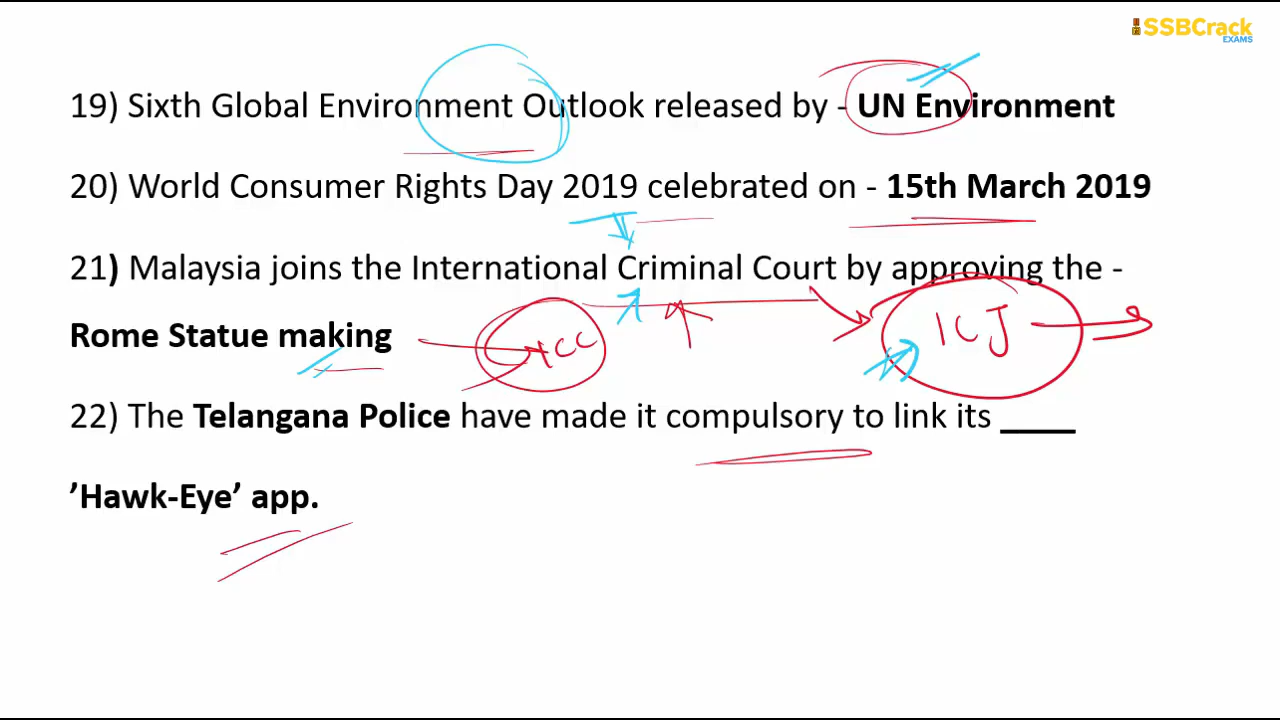 SSBCrack
EXAMS
19) Sixth Global Environment Outlook released by - UN Environment
20) World Consumer Rights Day 2019 celebrated on - 15th March 2019
21) Malaysia joins the International Criminal Court by approving the -
Rome Statue making
ICC
ICJ
22) The Telangana Police have made it compulsory to link its ____
’Hawk-Eye’ app.